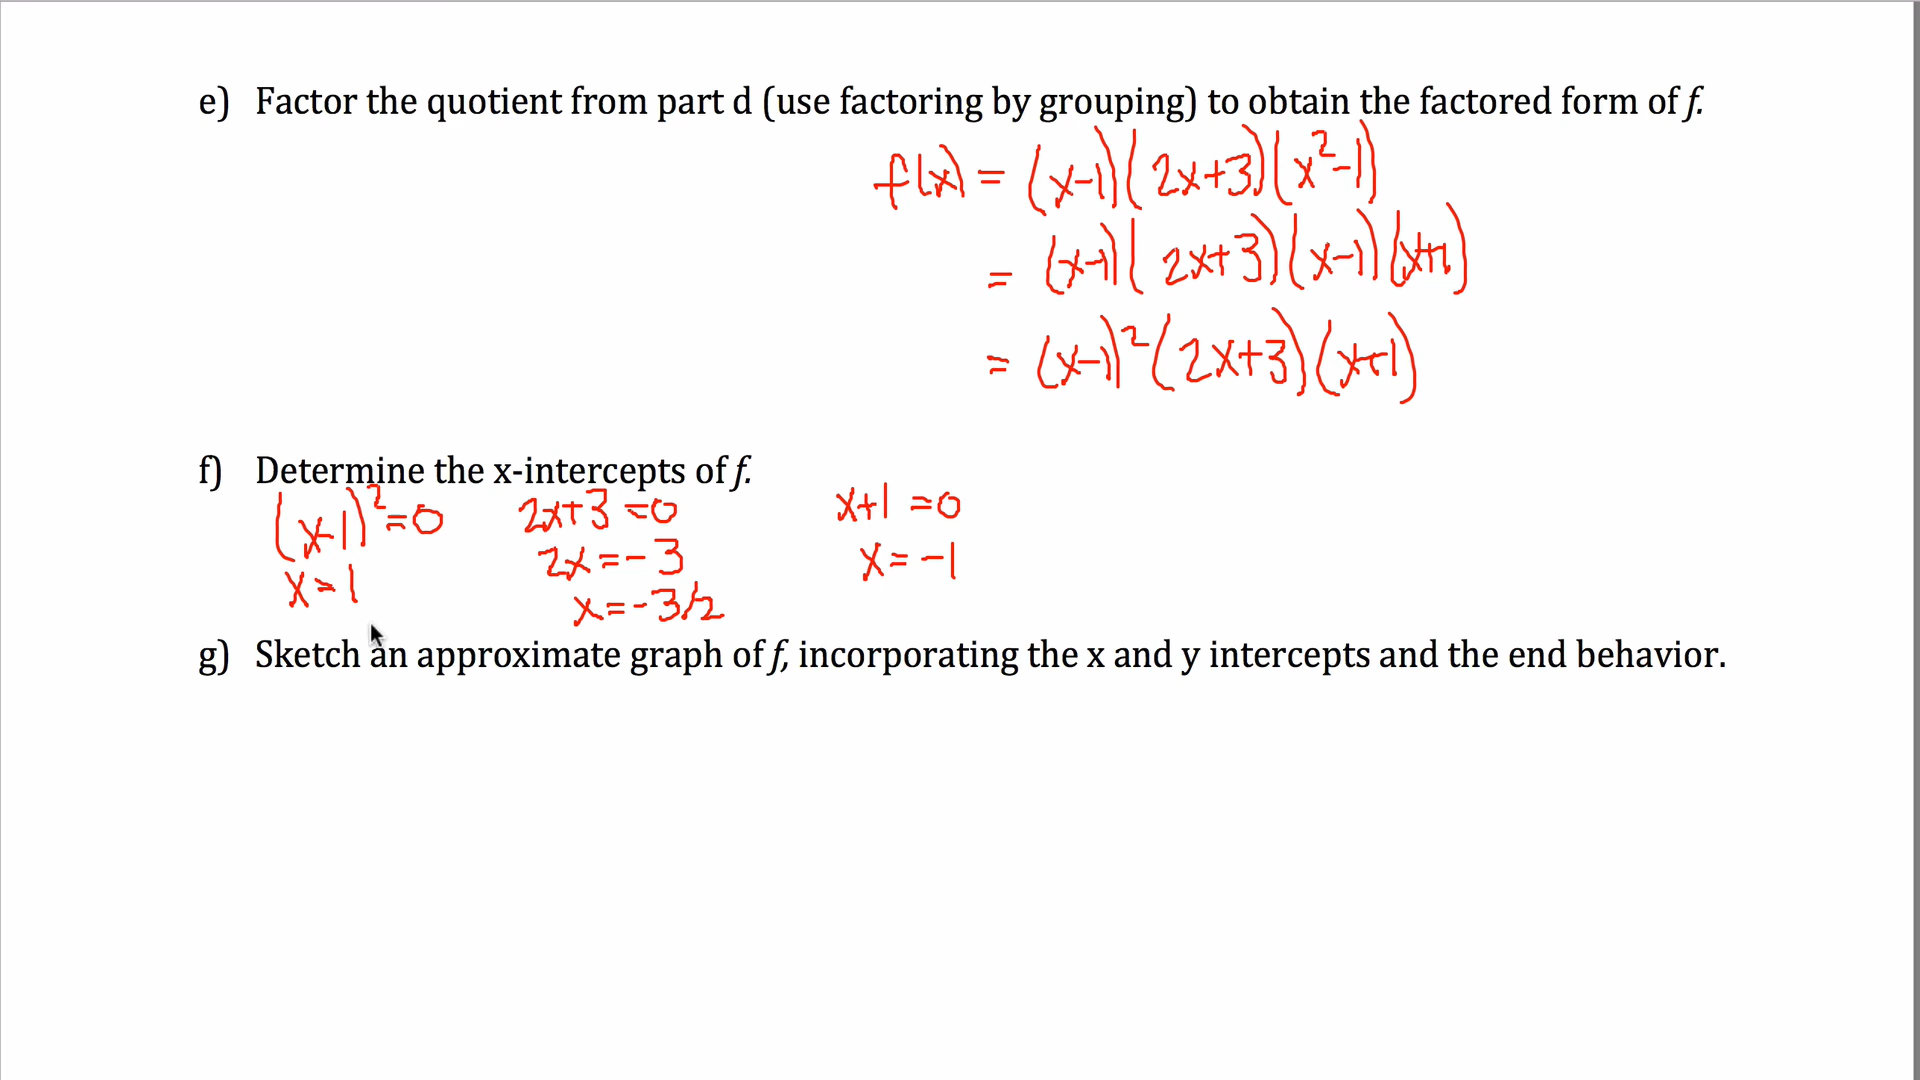 e) Factor the quotient from part d (use factoring by grouping) to obtain the factored form of f.
f(x) = (x-1)(2x+3)(x²-1)
= (x-1)(2x+3)(x-1)(x+1)
= (x-1)²(2x+3)(x+1)
f) Determine the x-intercepts of f.
(x-1)²=0 2x+3=0 x+1=0
x=1 2x=-3 x=-1
x=-3/2
g) Sketch an approximate graph of f, incorporating the x and y intercepts and the end behavior.